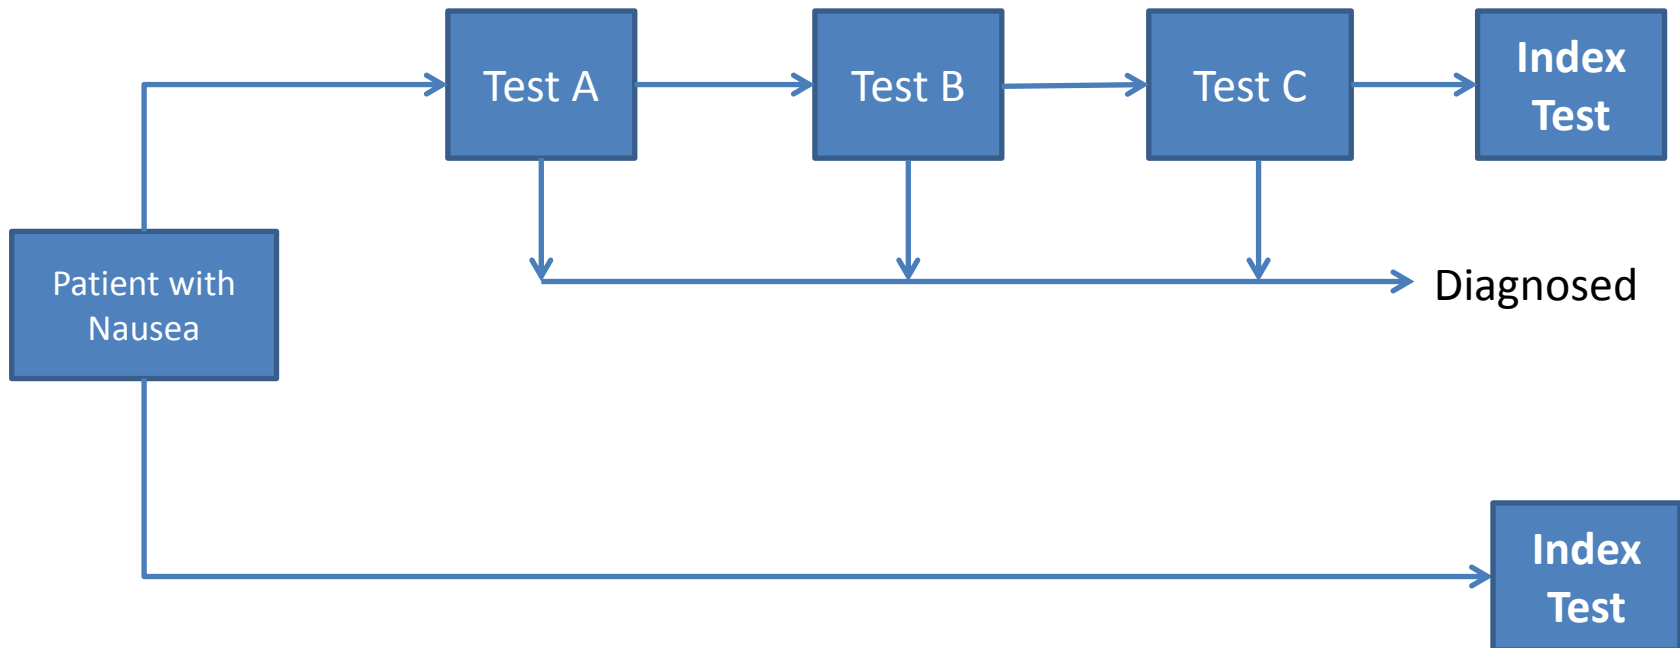 Test A
Test B
Test C
Index
Test
Patient with
Nausea
Diagnosed
Index
Test